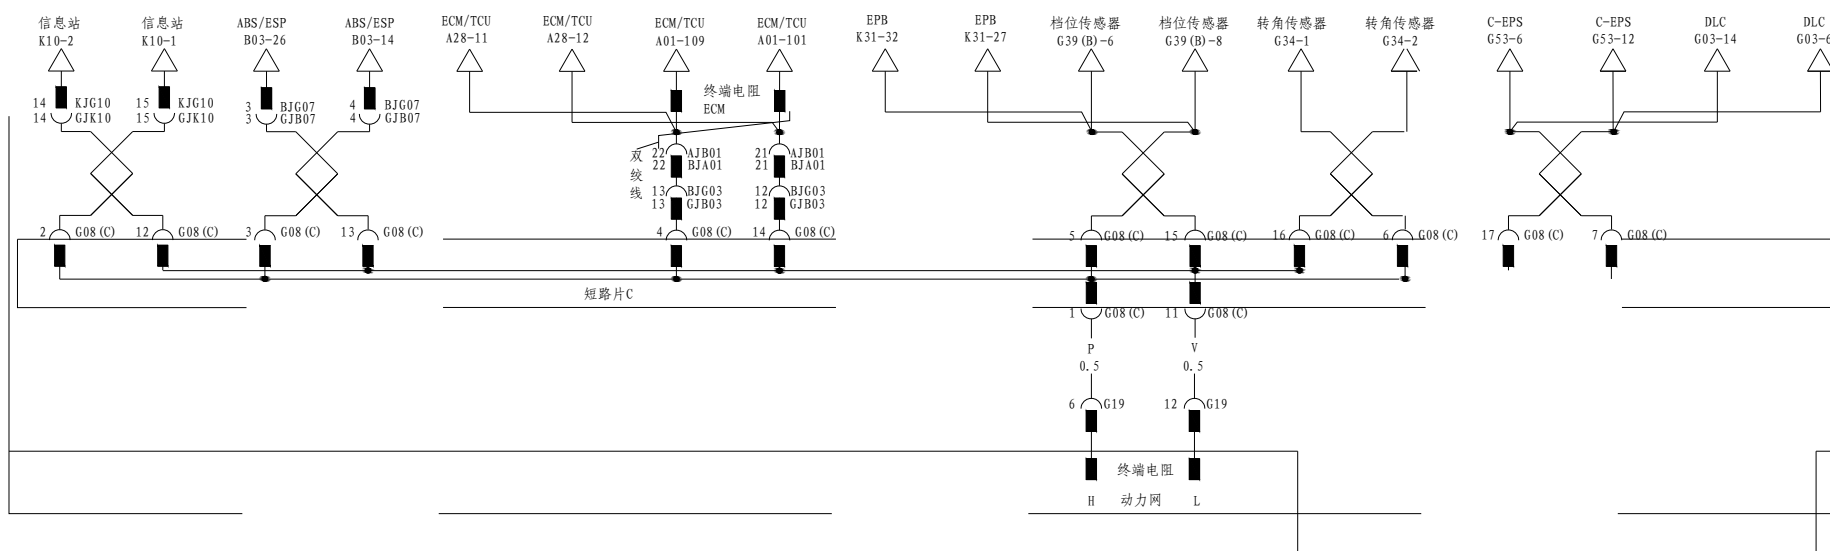 信息站 信息站 ABS/ESP ABS/ESP ECM/TCU ECM/TCU ECM/TCU ECM/TCU EPB EPB 档位传感器 档位传感器 转角传感器 转角传感器 C-EPS C-EPS DLC DLC
K10-2 K10-1 B03-26 B03-14 A28-11 A28-12 A01-109 A01-101 K31-32 K31-27 G39(B)-6 G39(B)-8 G34-1 G34-2 G53-6 G53-12 G03-14 G03-6
终端电阻
ECM
14 KJG10 15 KJG10 3 BJG07 4 BJG07
14 GJK10 15 GJK10 3 GJB07 4 GJB07
双绞线
22 AJB01 21 AJB01
22 BJA01 21 BJA01
13 BJG03 12 BJG03
13 GJB03 12 GJB03
2 G08(C) 12 G08(C) 3 G08(C) 13 G08(C) 4 G08(C) 14 G08(C) 5 G08(C) 15 G08(C) 16 G08(C) 6 G08(C) 17 G08(C) 7 G08(C)
短路片C
1 G08(C) 11 G08(C)
P V
0.5 0.5
6 G19 12 G19
终端电阻
H 动力网 L